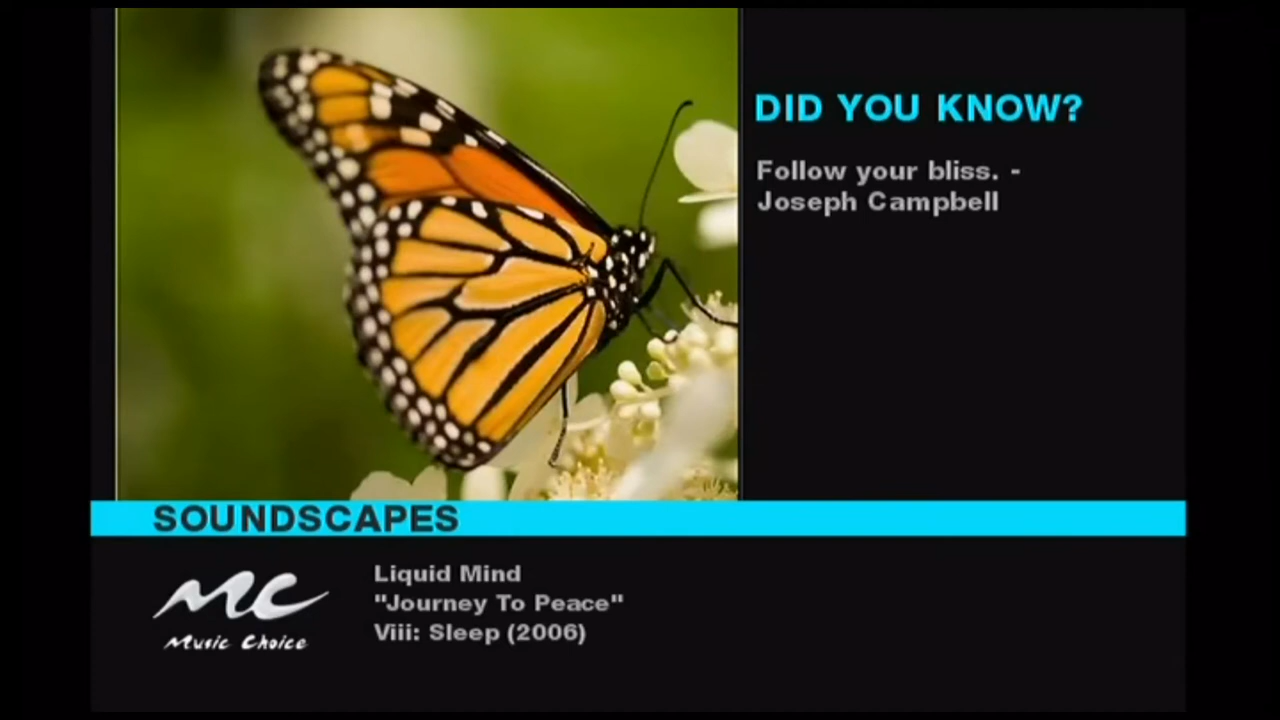 DID YOU KNOW?
Follow your bliss. -
Joseph Campbell
SOUNDSCAPES
MC
Music Choice
Liquid Mind
"Journey To Peace"
Viii: Sleep (2006)